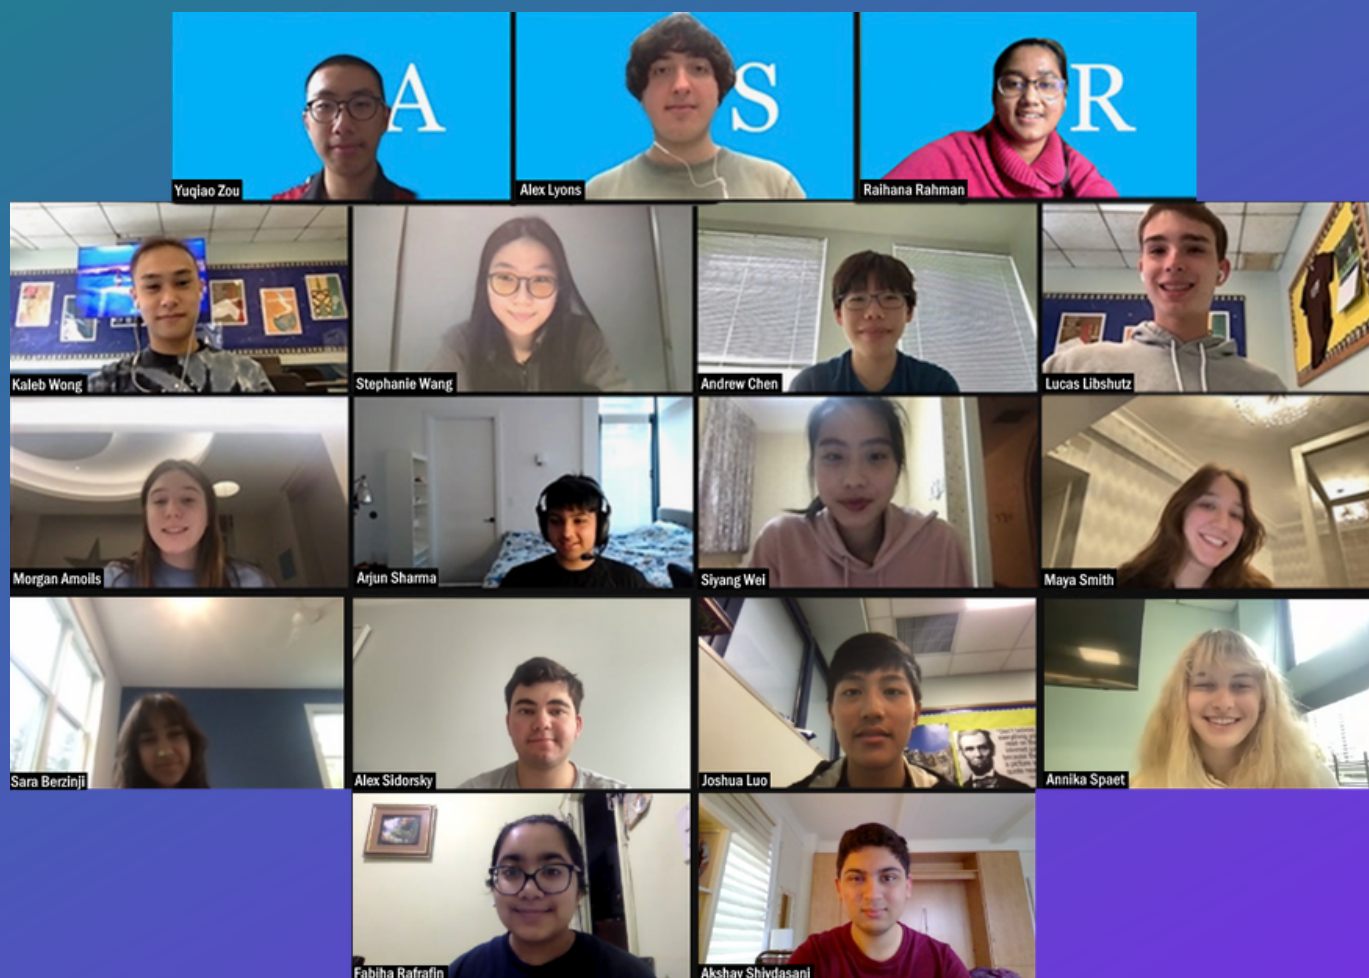 A
S
R
Yuqiao Zou
Alex Lyons
Raihana Rahman
Kaleb Wong
Stephanie Wang
Andrew Chen
Lucas Libshutz
Morgan Amoils
Arjun Sharma
Siyang Wei
Maya Smith
Sara Berzinji
Alex Sidorsky
Joshua Luo
Annika Spaet
Fabiha Rafrafin
Akshay Shivdasani